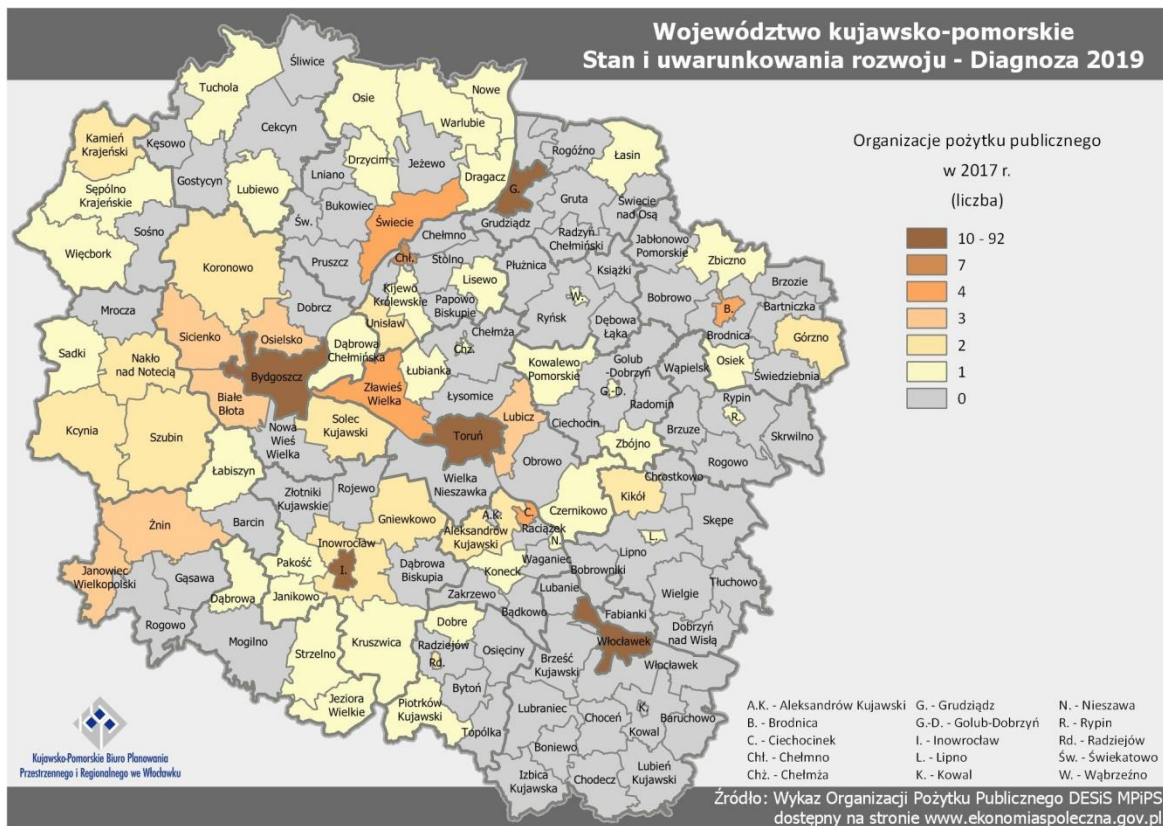 Województwo kujawsko-pomorskie
Stan i uwarunkowania rozwoju - Diagnoza 2019
Organizacje pożytku publicznego
w 2017 r.
(liczba)
10 - 92
7
4
3
2
1
0
Śliwice
Tuchola
Nowe
Osie
Warlubie
Cekcyn
Kamień
Krajeński
Kęsowo
Rogóźno
Łasin
Drzycim
Jeżewo
Dragacz
Gostycyn
Lubiewo
Lniano
G.
Sępólno
Krajeńskie
Bukowiec
Gruta
Świecie
nad Osą
Św.
Świecie
Grudziądz
Sośno
Chełmno
Radzyń
Chełmiński
Jabłonowo
Pomorskie
Więcbork
Koronowo
Pruszcz
Chł.
Stolno
Płużnica
Książki
Zbiczno
Lisewo
Brzozie
Kijewo
Królewskie
W.
Bobrowo
Bartniczka
Mrocza
Dobrcz
Papowo
Biskupie
B.
Unisław
Ryńsk
Dębowa
Łąka
Brodnica
Górzno
Sicienko
Osielsko
Chełmża
Dąbrowa
Chełmińska
Chż.
Sadki
Nakło
nad Notecią
Kowalewo
Pomorskie
Golub
-Dobrzyń
Wąpielsk
Osiek
Świedziebnia
Bydgoszcz
Łubianka
Zławieś
Wielka
G.-D.
Łysomice
Rypin
Białe
Błota
Radomin
R.
Lubicz
Solec
Kujawski
Ciechocin
Kcynia
Szubin
Nowa
Wieś
Wielka
Toruń
Brzuze
Skrwilno
Zbójno
Obrowo
Rogowo
Łabiszyn
Wielka
Nieszawka
Chrostkowo
Złotniki
Kujawskie
Rojewo
Kikół
Czernikowo
Gniewkowo
A.K.
C.
Skępe
Żnin
Barcin
Raciążek
Aleksandrów
Kujawski
N.
L.
Inowrocław
Waganiec
Lipno
Pakość
I.
Dąbrowa
Biskupia
Koneck
Bobrowniki
Janowiec
Wielkopolski
Gąsawa
Tłuchowo
Janikowo
Zakrzewo
Lubanie
Wielgie
Dąbrowa
Bądkowo
Fabianki
Rogowo
Dobre
Dobrzyń
nad Wisłą
Mogilno
Kruszwica
Radziejów
Osięciny
Włocławek
Strzelno
Rd.
Brześć
Kujawski
Włocławek
Bytoń
Jeziora
Wielkie
Piotrków
Kujawski
Lubraniec
Choceń
K.
Baruchowo
Topólka
Kowal
Boniewo
Izbica
Kujawska
Chodecz
Lubień
Kujawski
A.K. - Aleksandrów Kujawski
B. - Brodnica
C. - Ciechocinek
Chł. - Chełmno
Chż. - Chełmża
G. - Grudziądz
G.-D. - Golub-Dobrzyń
I. - Inowrocław
L. - Lipno
K. - Kowal
N. - Nieszawa
R. - Rypin
Rd. - Radziejów
Św. - Świekatowo
W. - Wąbrzeźno
Kujawsko-Pomorskie Biuro Planowania
Przestrzennego i Regionalnego we Włocławku
Źródło: Wykaz Organizacji Pożytku Publicznego DESiS MPiPS
dostępny na stronie www.ekonomiaspoleczna.gov.pl